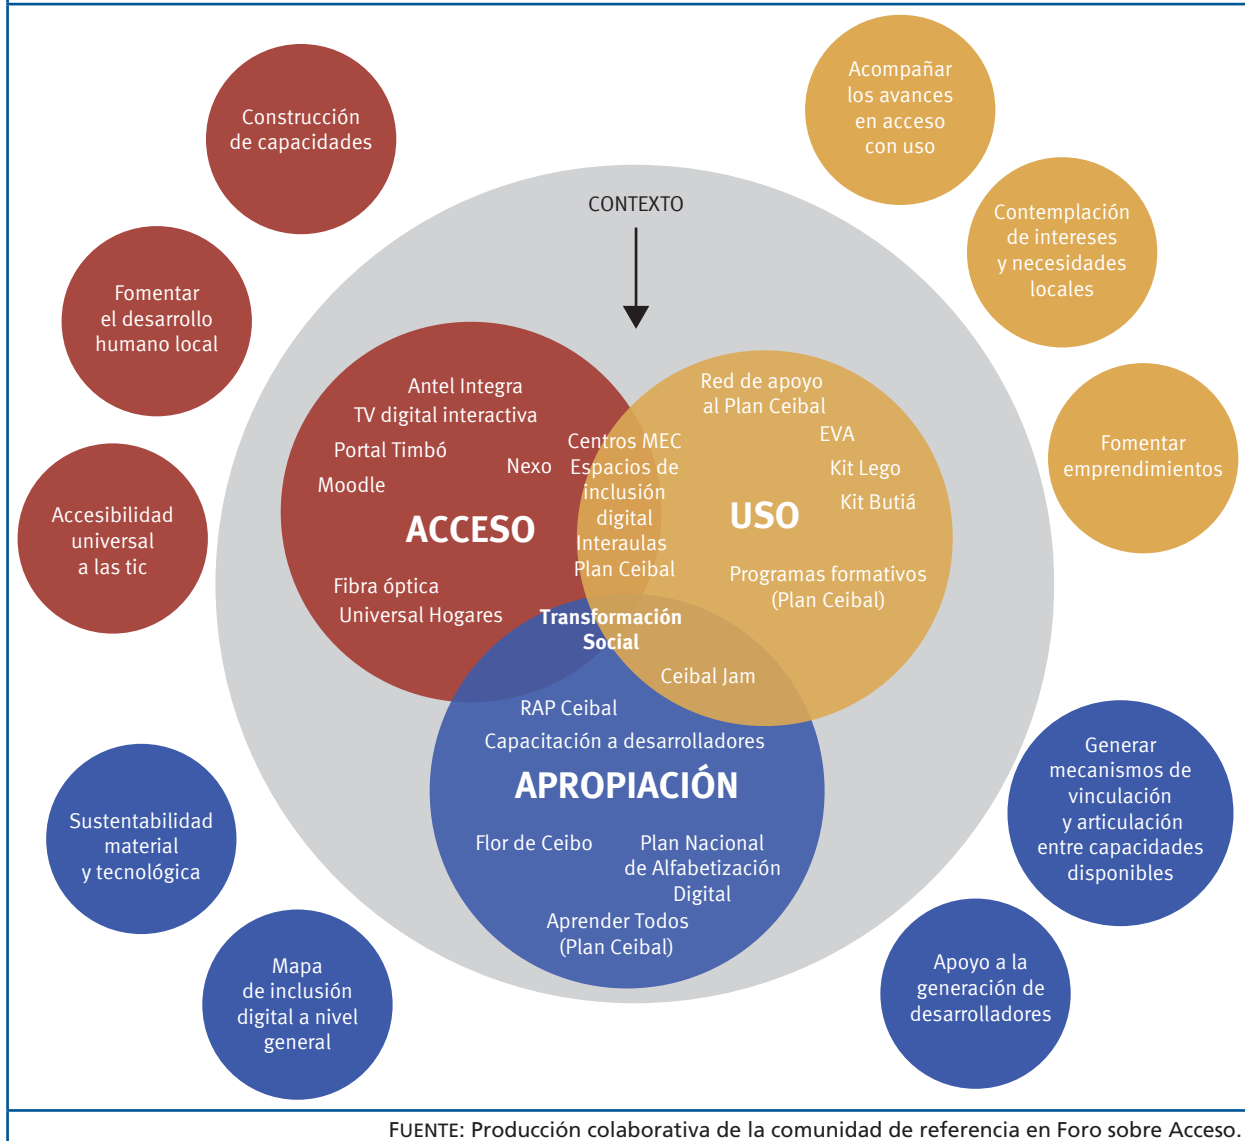 Construcción
de capacidades
Fomentar
el desarrollo
humano local
Accesibilidad
universal
a las tic
Acompañar
los avances
en acceso
con uso
Contemplación
de intereses
y necesidades
locales
Fomentar
emprendimientos
CONTEXTO
Antel Integra
TV digital interactiva
Portal Timbó
Nexo
Moodle
ACCESO
Fibra óptica
Universal Hogares
Centros MEC
Espacios de
inclusión
digital
Interaulas
Plan Ceibal
Red de apoyo
al Plan Ceibal
EVA
Kit Lego
Kit Butiá
USO
Programas formativos
(Plan Ceibal)
Transformación
Social
Ceibal Jam
RAP Ceibal
Capacitación a desarrolladores
APROPIACIÓN
Flor de Ceibo
Plan Nacional
de Alfabetización
Digital
Aprender Todos
(Plan Ceibal)
Sustentabilidad
material
y tecnológica
Mapa
de inclusión
digital a nivel
general
Generar
mecanismos de
vinculación
y articulación
entre capacidades
disponibles
Apoyo a la
generación de
desarrolladores
FUENTE: Producción colaborativa de la comunidad de referencia en Foro sobre Acceso.